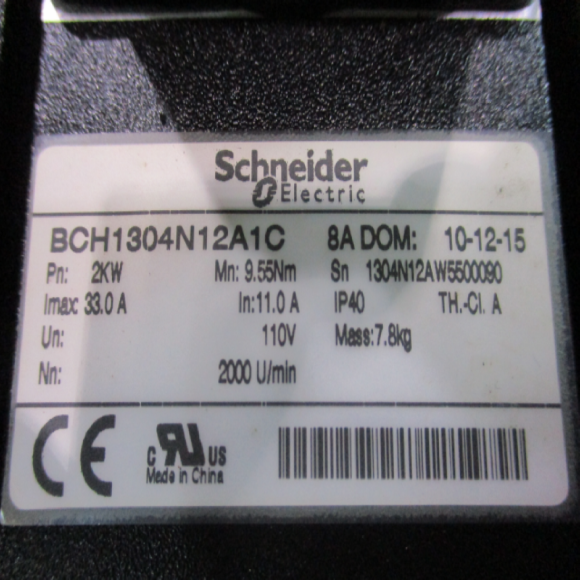 Schneider
Electric
BCH1304N12A1C 8A DOM: 10-12-15
Pn: 2KW Mn: 9.55Nm Sn 1304N12AW5500090
Imax: 33.0 A In:11.0 A IP40 TH.-Cl. A
Un: 110V Mass:7.8kg
Nn: 2000 U/min
CE c RU US
Made in China